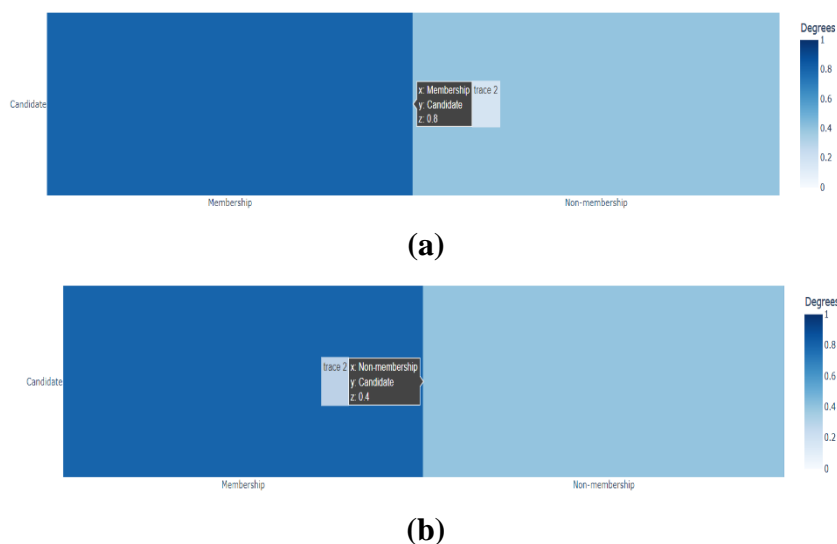 Degrees
1
0.8
0.6
0.4
0.2
0
Candidate
x: Membership trace 2
y: Candidate
z: 0.8
Membership Non-membership
(a)
Degrees
1
0.8
0.6
0.4
0.2
0
Candidate
trace 2 x: Non-membership
y: Candidate
z: 0.4
Membership Non-membership
(b)